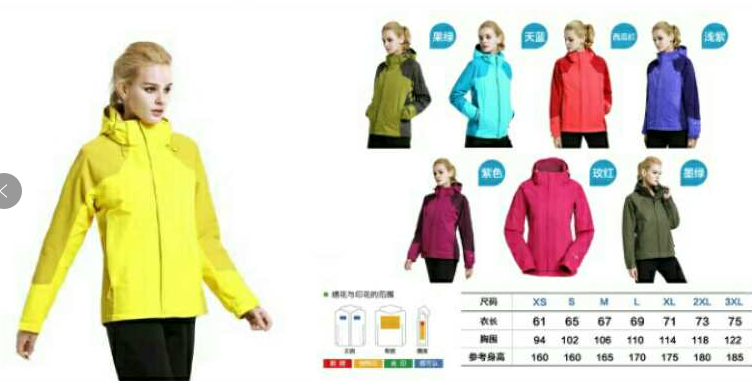 果绿
天蓝
西瓜红
浅紫
紫色
玫红
墨绿
绣花与印花的范围
尺码 XS S M L XL 2XL 3XL
衣长 61 65 67 69 71 73 75
胸围 94 102 106 110 114 118 122
参考身高 160 160 165 170 175 180 185